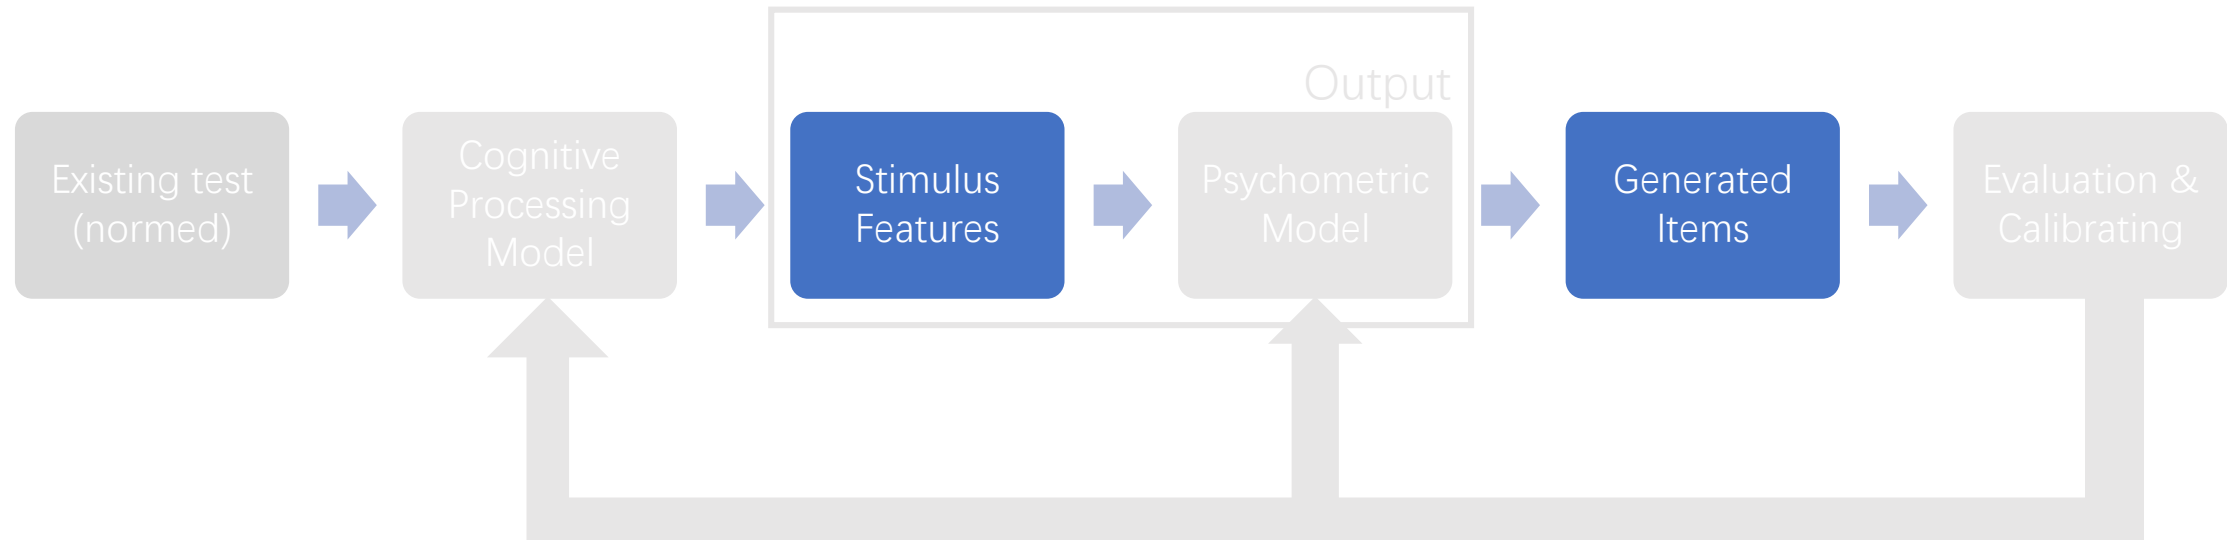 Output
Existing test
(normed)
Cognitive
Processing
Model
Stimulus
Features
Psychometric
Model
Generated
Items
Evaluation &
Calibrating